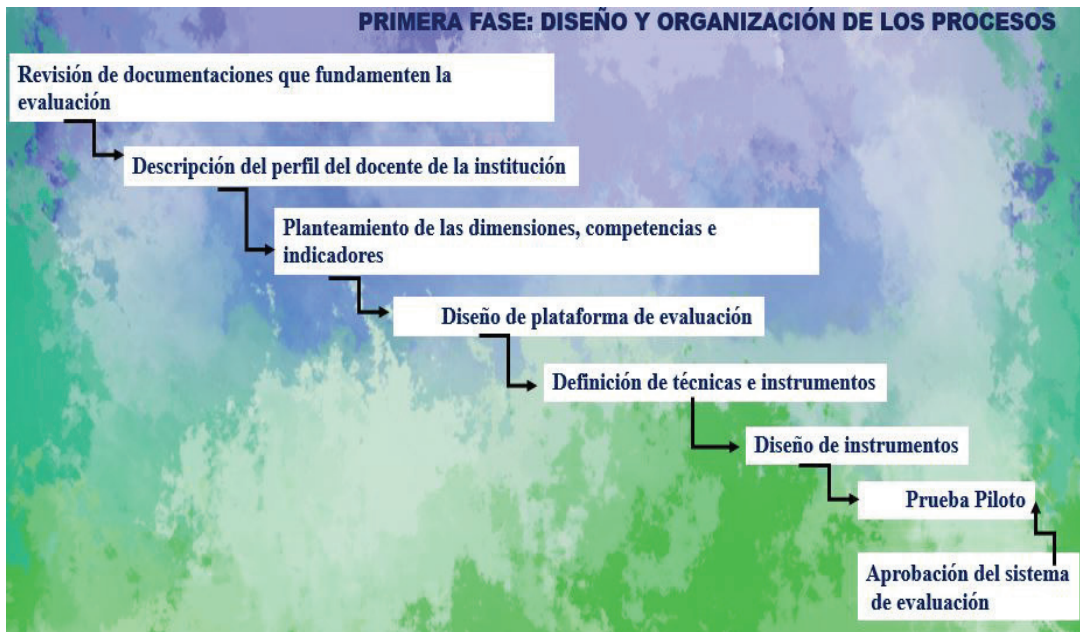 PRIMERA FASE: DISEÑO Y ORGANIZACIÓN DE LOS PROCESOS
Revisión de documentaciones que fundamenten la
evaluación
Descripción del perfil del docente de la institución
Planteamiento de las dimensiones, competencias e
indicadores
Diseño de plataforma de evaluación
Definición de técnicas e instrumentos
Diseño de instrumentos
Prueba Piloto
Aprobación del sistema
de evaluación